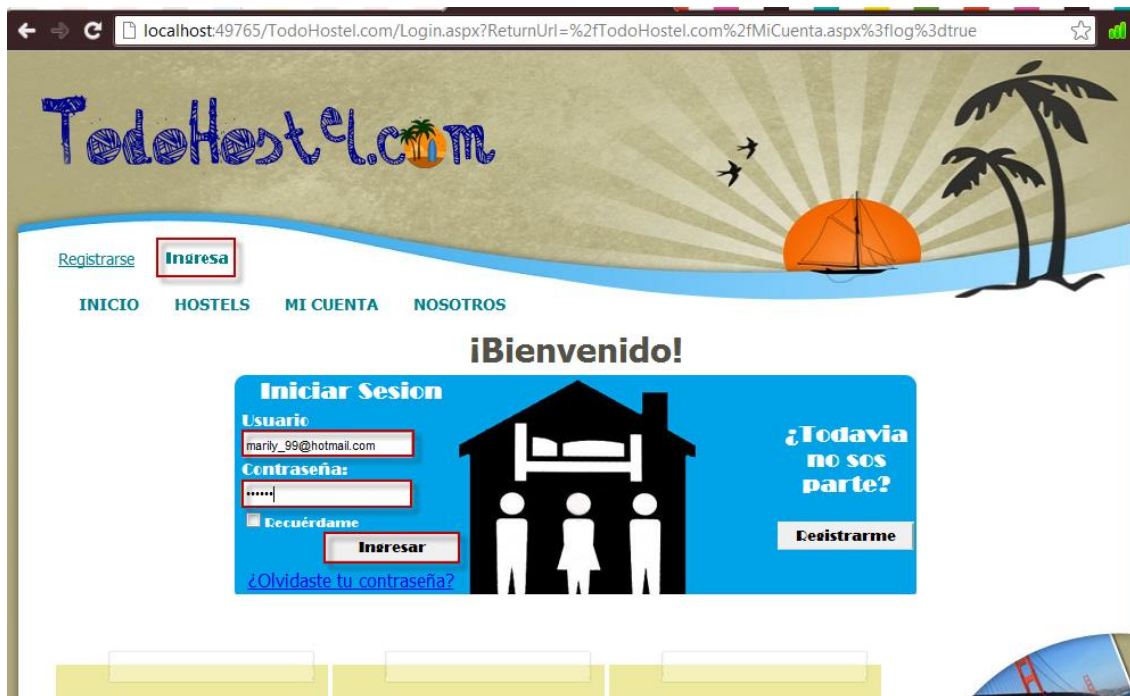 localhost:49765/TodoHostel.com/Login.aspx?ReturnUrl=%2fTodoHostel.com%2fMiCuenta.aspx%3flog%3dtrue
TodoHostel.com
Registrarse Ingresa
INICIO HOSTELS MI CUENTA NOSOTROS
¡Bienvenido!
Iniciar Sesion
Usuario
marily_99@hotmail.com
Contraseña:
••••••
Recuérdame
Ingresar
¿Olvidaste tu contraseña?
¿Todavia
no sos
parte?
Registrarme